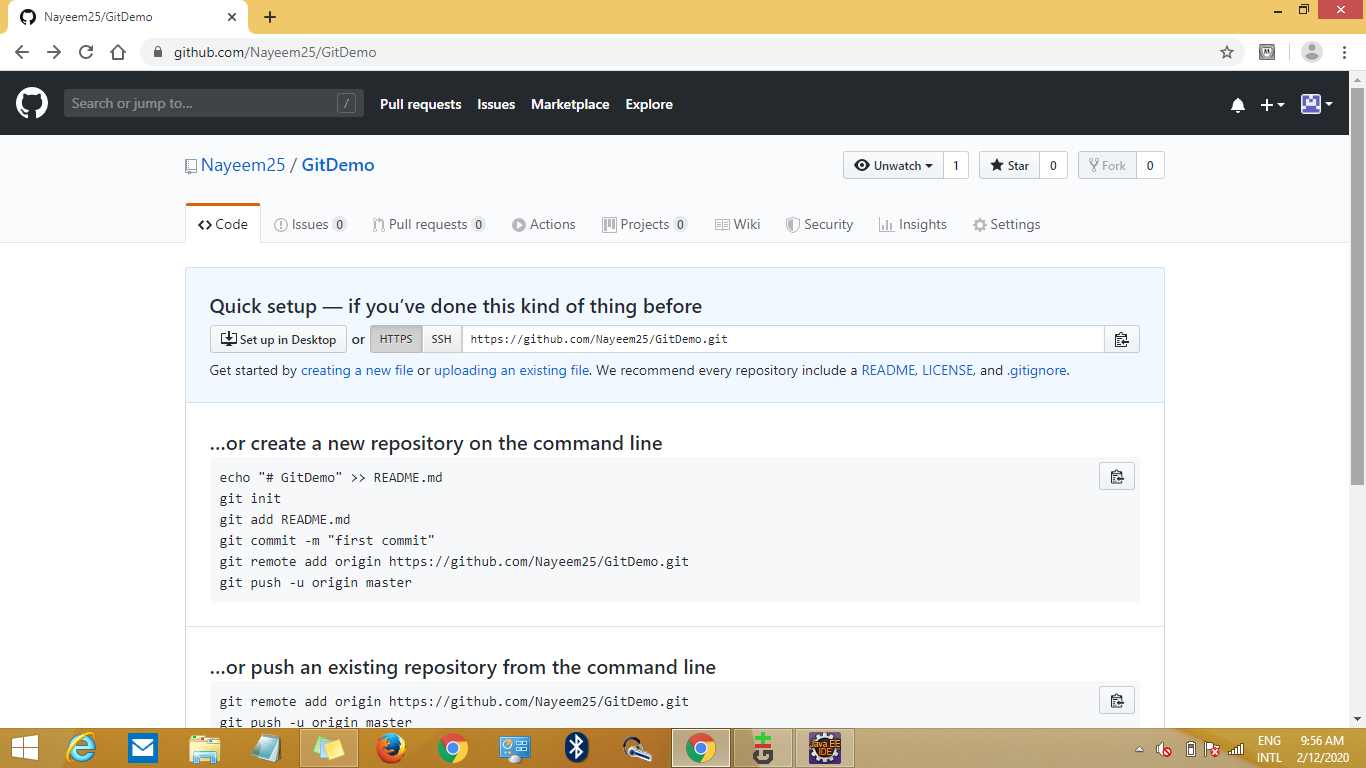 Nayeem25/GitDemo
github.com/Nayeem25/GitDemo
Search or jump to... / Pull requests Issues Marketplace Explore
Nayeem25 / GitDemo Unwatch 1 Star 0 Fork 0
Code Issues 0 Pull requests 0 Actions Projects 0 Wiki Security Insights Settings
Quick setup — if you’ve done this kind of thing before
Set up in Desktop or HTTPS SSH https://github.com/Nayeem25/GitDemo.git
Get started by creating a new file or uploading an existing file. We recommend every repository include a README, LICENSE, and .gitignore.
…or create a new repository on the command line
echo "# GitDemo" >> README.md
git init
git add README.md
git commit -m "first commit"
git remote add origin https://github.com/Nayeem25/GitDemo.git
git push -u origin master
…or push an existing repository from the command line
git remote add origin https://github.com/Nayeem25/GitDemo.git
git push -u origin master
Java EE
IDE
ENG 9:56 AM
INTL 2/12/2020